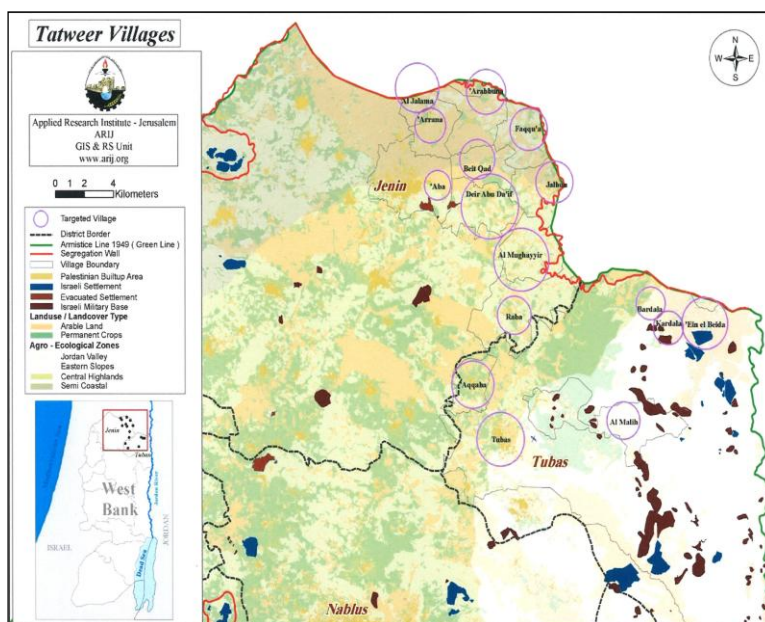 Tatweer Villages
Applied Research Institute - Jerusalem
ARIJ
GIS & RS Unit
www.arij.org
0 1 2 4
Kilometers
Targeted Village
District Border
Armistice Line 1949 ( Green Line )
Segregation Wall
Village Boundary
Palestinian Builtup Area
Israeli Settlement
Evacuated Settlement
Israeli Military Base
Landuse / Landcover Type
Arable Land
Permanent Crops
Agro - Ecological Zones
Jordan Valley
Eastern Slopes
Central Highlands
Semi Coastal
Jenin
Tubas
West
Bank
Jordan River
ISRAEL
JORDAN
Dead Sea
N
W
E
S
Al Jalama
'Arabbuna
'Arrana
Faqqu'a
Beit Qad
Jenin
'Aba
Jalbun
Deir Abu Da'if
Al Mughayyir
Raba
Bardala
Kardala
'Ein el Beida
Aqqaba
Tubas
Al Malih
Tubas
Nablus